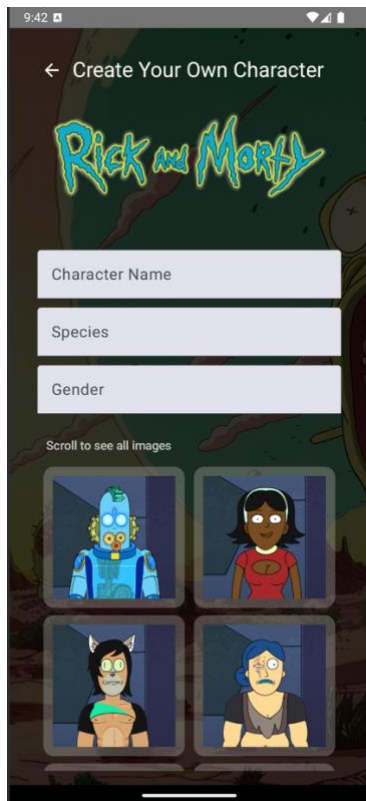 9:42
Create Your Own Character
Rick and Morty
Character Name
Species
Gender
Scroll to see all images